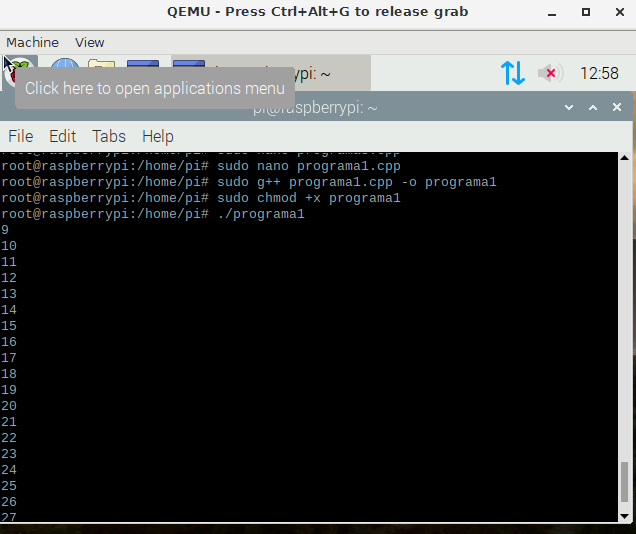 QEMU - Press Ctrl+Alt+G to release grab
Machine View
ypi: ~
12:58
Click here to open applications menu
pi@raspberrypi: ~
File Edit Tabs Help
root@raspberrypi:/home/pi# sudo nano programa1.cpp
root@raspberrypi:/home/pi# sudo g++ programa1.cpp -o programa1
root@raspberrypi:/home/pi# sudo chmod +x programa1
root@raspberrypi:/home/pi# ./programa1
9
10
11
12
13
14
15
16
17
18
19
20
21
22
23
24
25
26
27